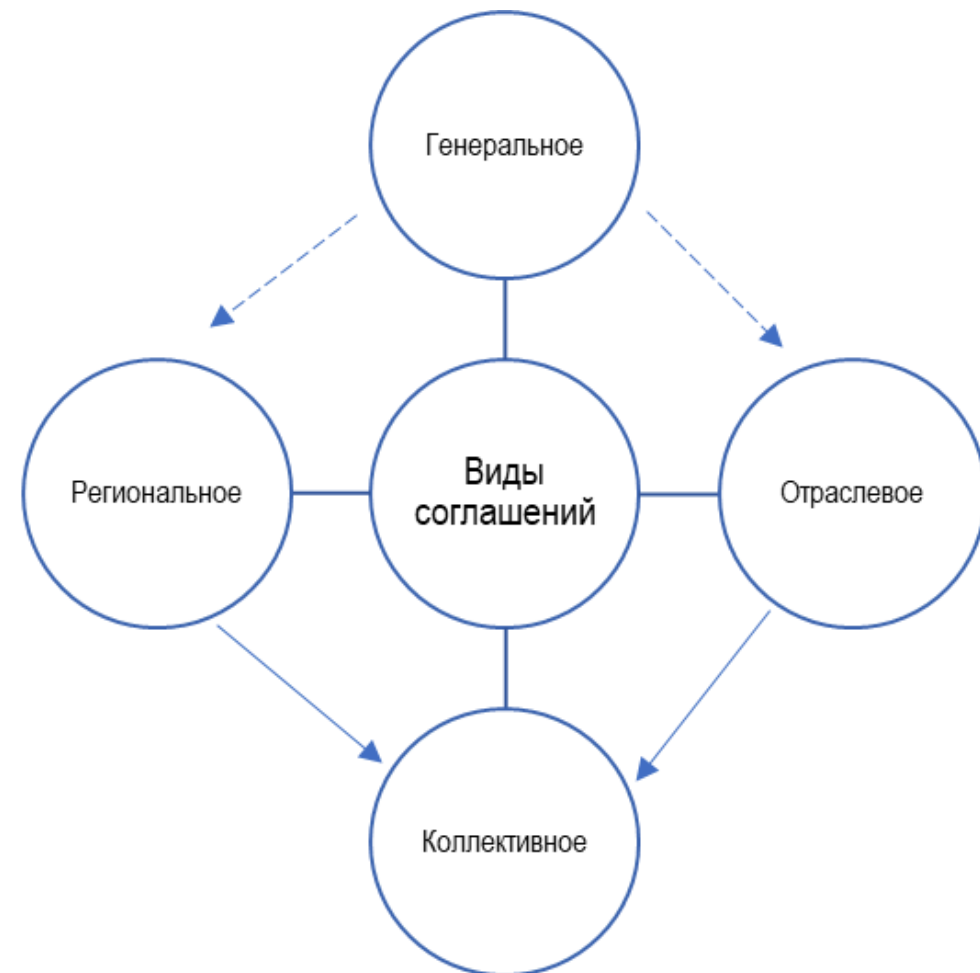 Генеральное
Региональное
Виды
соглашений
Отраслевое
Коллективное